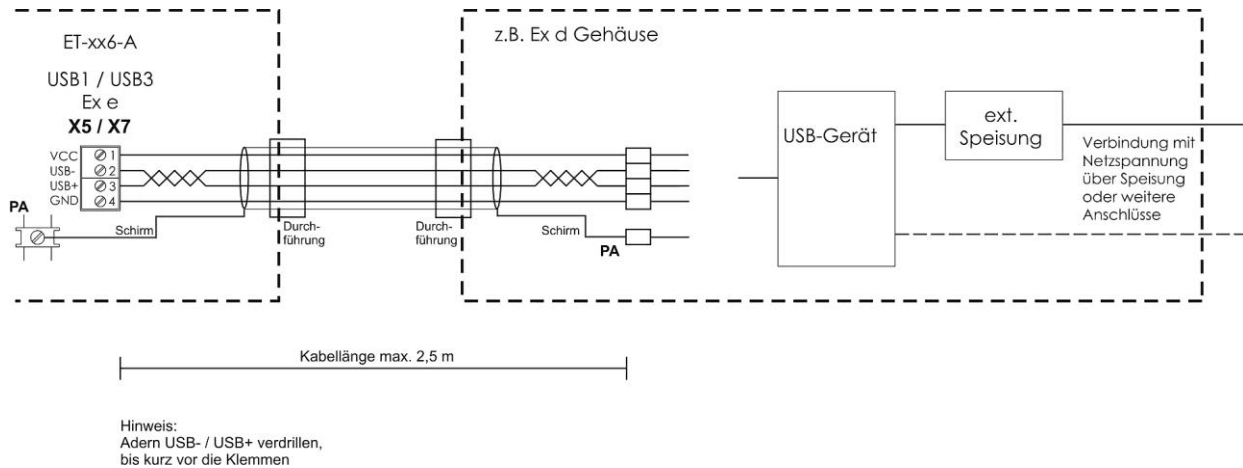 ET-xx6-A
USB1 / USB3
Ex e
X5 / X7
VCC 1
USB- 2
USB+ 3
GND 4
PA
Schirm
Durch-
führung
Durch-
führung
Schirm
PA
z.B. Ex d Gehäuse
USB-Gerät
ext.
Speisung
Verbindung mit
Netzspannung
über Speisung
oder weitere
Anschlüsse
Kabellänge max. 2,5 m
Hinweis:
Adern USB- / USB+ verdrillen,
bis kurz vor die Klemmen